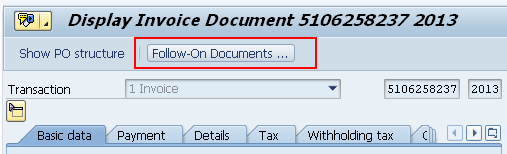 Display Invoice Document 5106258237 2013
Show PO structure Follow-On Documents ...
Transaction 1 Invoice 5106258237 2013
Basic data Payment Details Tax Withholding tax